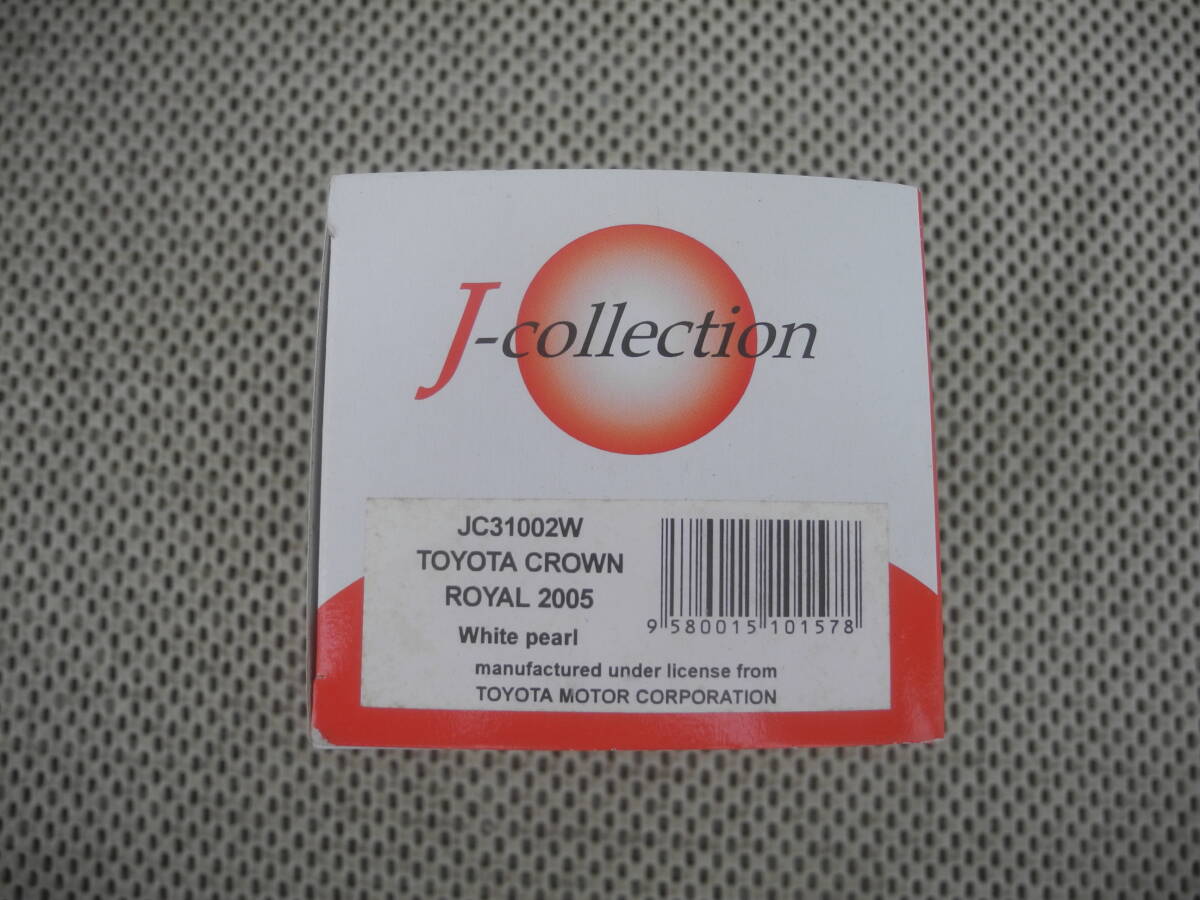 J-collection
JC31002W
TOYOTA CROWN
ROYAL 2005
White pearl
9 580015 101578
manufactured under license from
TOYOTA MOTOR CORPORATION